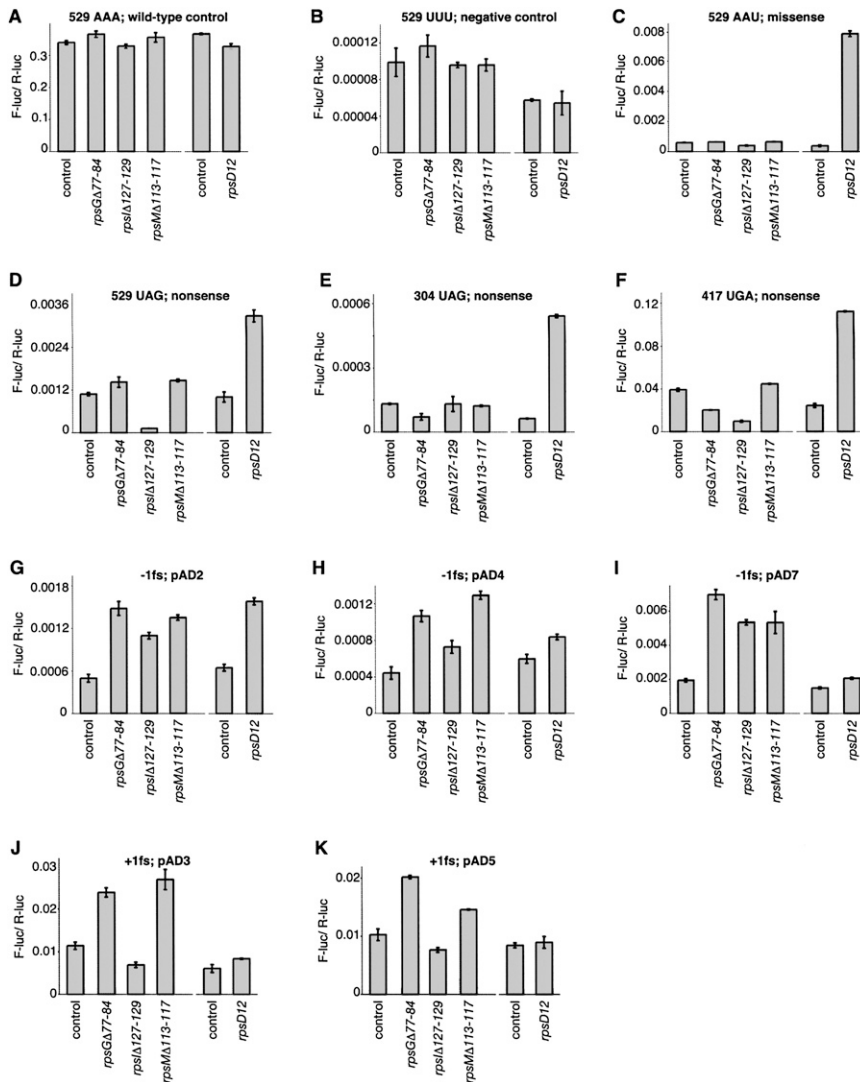 A
529 AAA; wild-type control
F-luc/ R-luc
0.3
0.2
0.1
0
control
rpsGΔ77-84
rpsIΔ127-129
rpsMΔ113-117
control
rpsD12
B
529 UUU; negative control
F-luc/ R-luc
0.00012
0.00008
0.00004
0
control
rpsGΔ77-84
rpsIΔ127-129
rpsMΔ113-117
control
rpsD12
C
529 AAU; missense
F-luc/ R-luc
0.008
0.006
0.004
0.002
0
control
rpsGΔ77-84
rpsIΔ127-129
rpsMΔ113-117
control
rpsD12
D
529 UAG; nonsense
F-luc/ R-luc
0.0036
0.0024
0.0012
0
control
rpsGΔ77-84
rpsIΔ127-129
rpsMΔ113-117
control
rpsD12
E
304 UAG; nonsense
F-luc/ R-luc
0.0006
0.0003
0
control
rpsGΔ77-84
rpsIΔ127-129
rpsMΔ113-117
control
rpsD12
F
417 UGA; nonsense
F-luc/ R-luc
0.12
0.08
0.04
0
control
rpsGΔ77-84
rpsIΔ127-129
rpsMΔ113-117
control
rpsD12
G
-1fs; pAD2
F-luc/ R-luc
0.0018
0.0012
0.0006
0
control
rpsGΔ77-84
rpsIΔ127-129
rpsMΔ113-117
control
rpsD12
H
-1fs; pAD4
F-luc/ R-luc
0.0012
0.0008
0.0004
0
control
rpsGΔ77-84
rpsIΔ127-129
rpsMΔ113-117
control
rpsD12
I
-1fs; pAD7
F-luc/ R-luc
0.006
0.004
0.002
0
control
rpsGΔ77-84
rpsIΔ127-129
rpsMΔ113-117
control
rpsD12
J
+1fs; pAD3
F-luc/ R-luc
0.03
0.02
0.01
0
control
rpsGΔ77-84
rpsIΔ127-129
rpsMΔ113-117
control
rpsD12
K
+1fs; pAD5
F-luc/ R-luc
0.02
0.01
0
control
rpsGΔ77-84
rpsIΔ127-129
rpsMΔ113-117
control
rpsD12